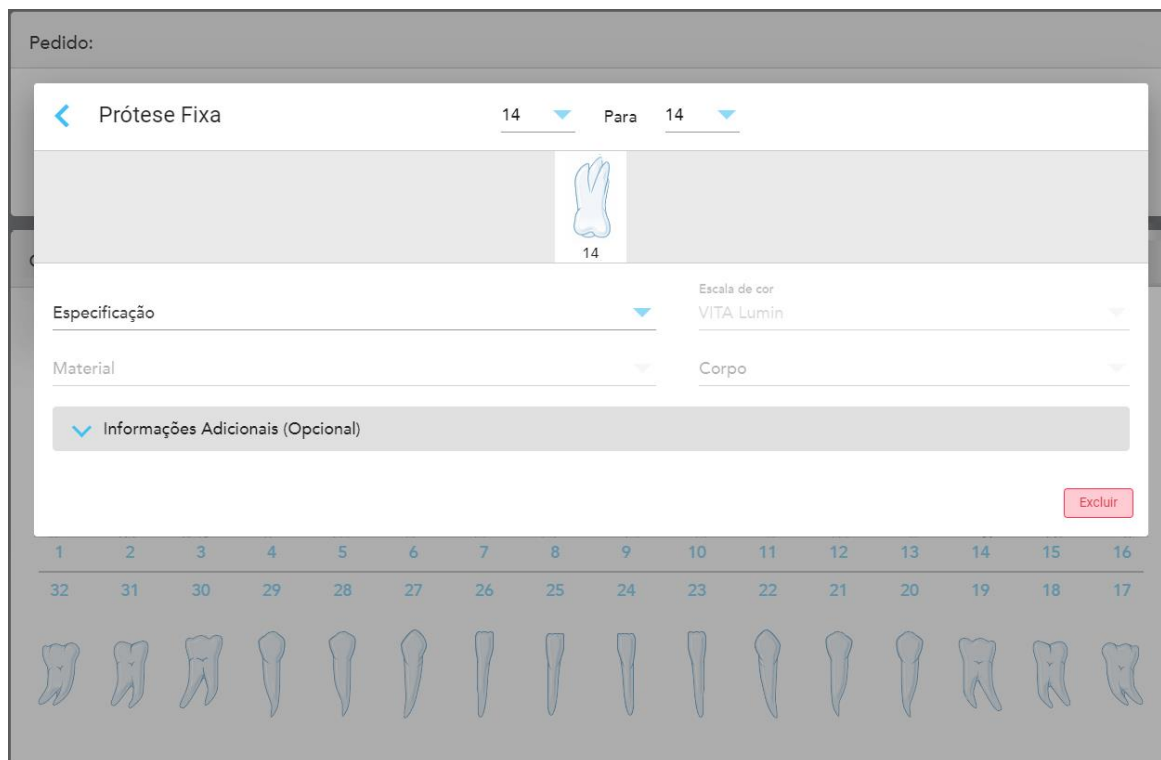 Pedido:
Prótese Fixa 14 Para 14
14
Especificação
Escala de cor
VITA Lumin
Material
Corpo
Informações Adicionais (Opcional)
Excluir
1 2 3 4 5 6 7 8 9 10 11 12 13 14 15 16
32 31 30 29 28 27 26 25 24 23 22 21 20 19 18 17